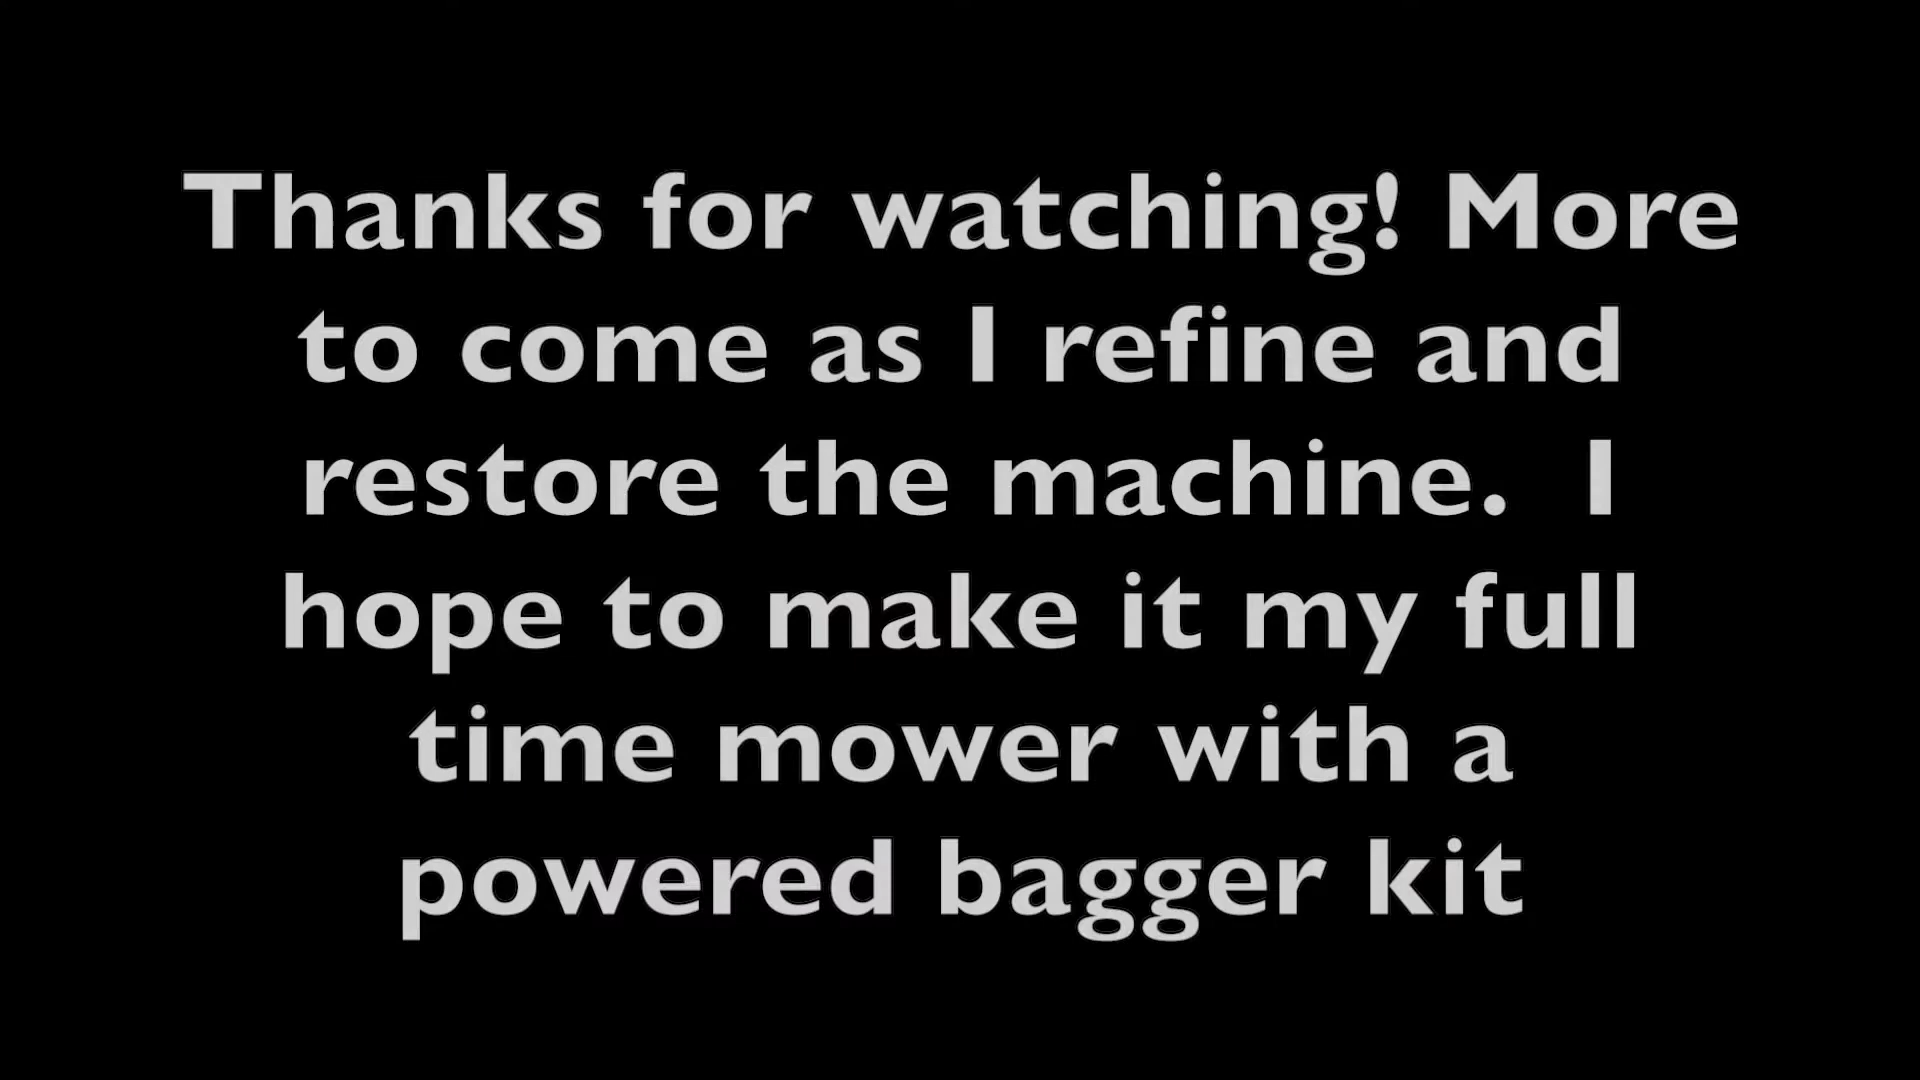 Thanks for watching! More
to come as I refine and
restore the machine.  I
hope to make it my full
time mower with a
powered bagger kit